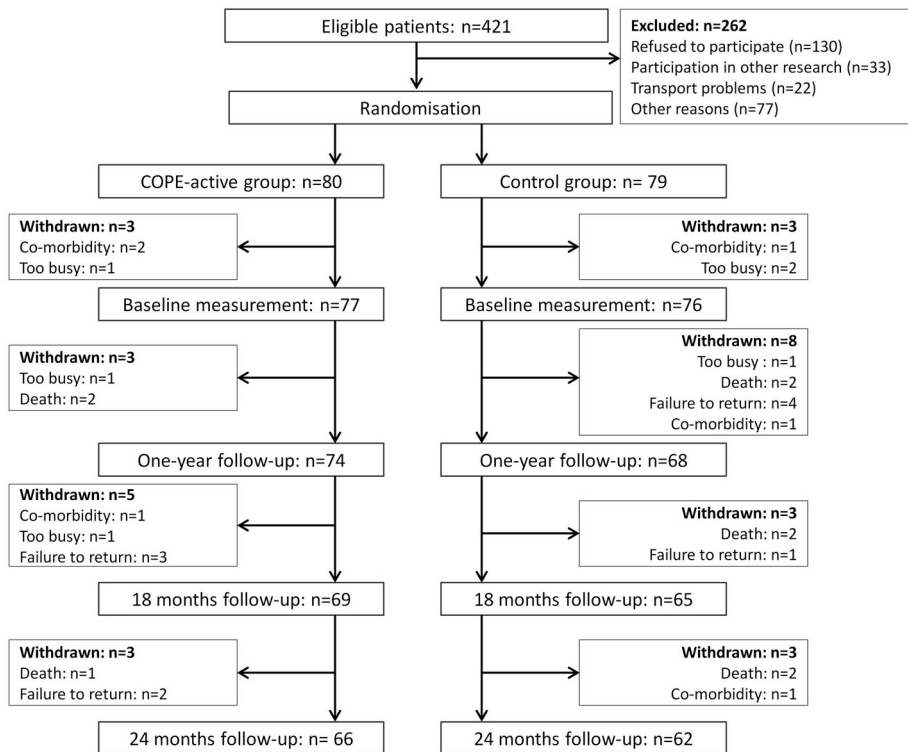 Eligible patients: n=421
Excluded: n=262
Refused to participate (n=130)
Participation in other research (n=33)
Transport problems (n=22)
Other reasons (n=77)
Randomisation
COPE-active group: n=80
Control group: n= 79
Withdrawn: n=3
Co-morbidity: n=2
Too busy: n=1
Withdrawn: n=3
Co-morbidity: n=1
Too busy: n=2
Baseline measurement: n=77
Baseline measurement: n=76
Withdrawn: n=3
Too busy: n=1
Death: n=2
Withdrawn: n=8
Too busy : n=1
Death: n=2
Failure to return: n=4
Co-morbidity: n=1
One-year follow-up: n=74
One-year follow-up: n=68
Withdrawn: n=5
Co-morbidity: n=1
Too busy: n=1
Failure to return: n=3
Withdrawn: n=3
Death: n=2
Failure to return: n=1
18 months follow-up: n=69
18 months follow-up: n=65
Withdrawn: n=3
Death: n=1
Failure to return: n=2
Withdrawn: n=3
Death: n=2
Co-morbidity: n=1
24 months follow-up: n= 66
24 months follow-up: n=62